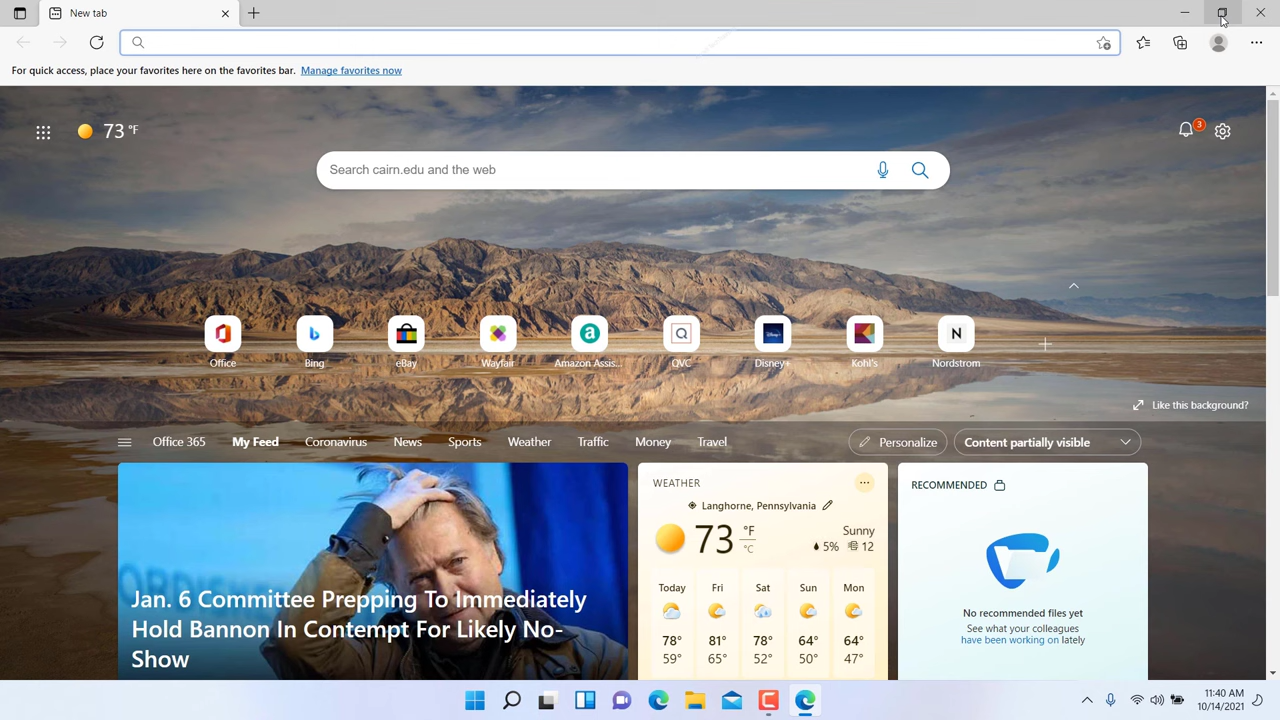 New tab
For quick access, place your favorites here on the favorites bar. Manage favorites now
73 °F
3
Search cairn.edu and the web
Office
Bing
eBay
Wayfair
Amazon Assis...
QVC
Disney+
Kohl's
Nordstrom
Like this background?
Office 365
My Feed
Coronavirus
News
Sports
Weather
Traffic
Money
Travel
Personalize
Content partially visible
Jan. 6 Committee Prepping To Immediately
Hold Bannon In Contempt For Likely No-
Show
WEATHER
Langhorne, Pennsylvania
73 °F
°C
Sunny
5% 12
Today Fri Sat Sun Mon
78° 81° 78° 64° 64°
59° 65° 52° 50° 47°
RECOMMENDED
No recommended files yet
See what your colleagues
have been working on lately
11:40 AM
10/14/2021